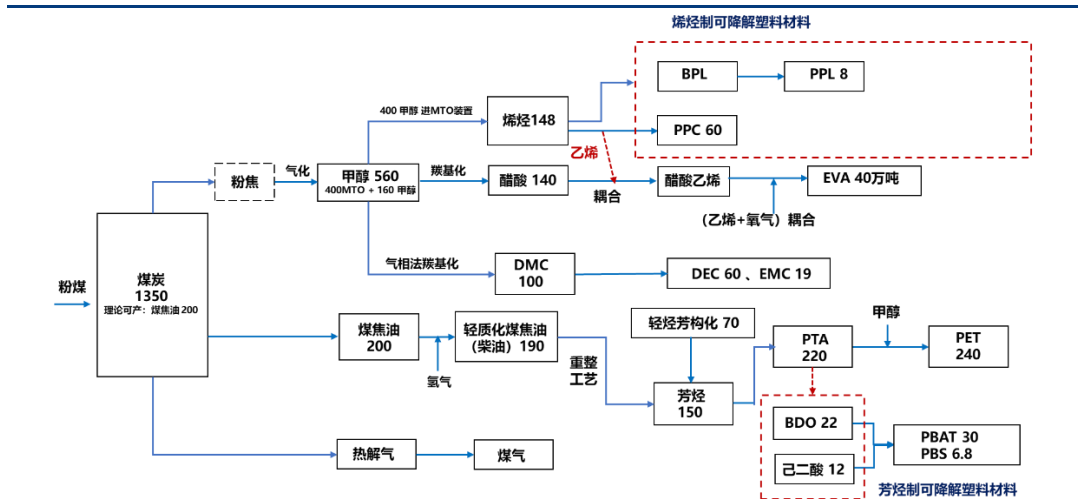 烯烃制可降解塑料材料
BPL
PPL 8
400 甲醇 进MTO装置
烯烃148
PPC 60
乙烯
粉焦
气化
甲醇 560
400MTO + 160 甲醇
羰基化
醋酸 140
耦合
醋酸乙烯
EVA 40万吨
（乙烯+氧气）耦合
气相法羰基化
DMC
100
DEC 60 、EMC 19
粉煤
煤炭
1350
理论可产：煤焦油 200
煤焦油
200
氢气
轻质化煤焦油
（柴油）190
重整
工艺
轻烃芳构化 70
芳烃
150
PTA
220
甲醇
PET
240
BDO 22
己二酸 12
PBAT 30
PBS 6.8
热解气
煤气
芳烃制可降解塑料材料